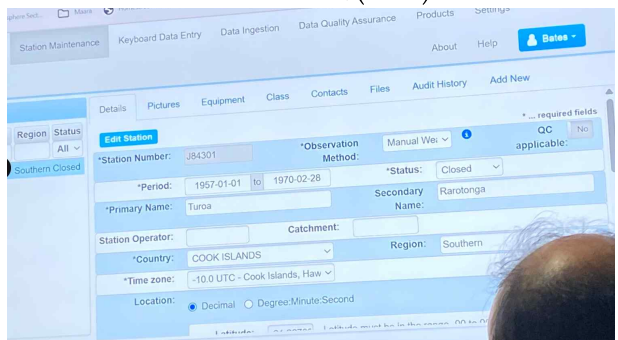 Mains
Station Maintenance Keyboard Data Entry Data Ingestion Data Quality Assurance Products Settings
About Help Bates
Details Pictures Equipment Class Contacts Files Audit History Add New
* ... required fields
Region Status
Edit Station
All
Southern Closed
*Station Number: J84301 *Observation Method: Manual QC applicable: No
*Period: 1957-01-01 to 1970-02-28 *Status: Closed
*Primary Name: Turoa Secondary Name: Rarotonga
Station Operator: Catchment:
*Country: COOK ISLANDS Region: Southern
*Time zone: -10.0 UTC - Cook Islands, Haw
Location: Decimal Degree:Minute:Second